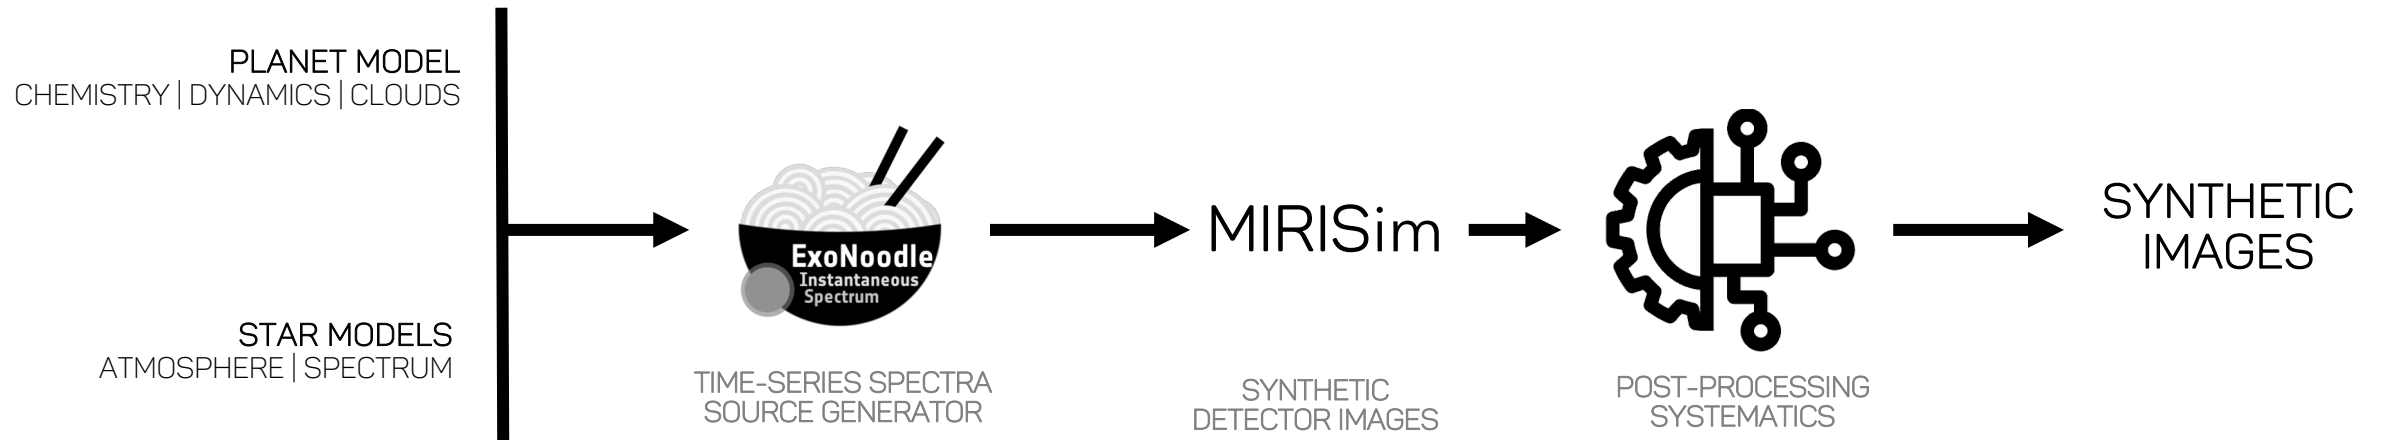 PLANET MODEL
CHEMISTRY | DYNAMICS | CLOUDS
STAR MODELS
ATMOSPHERE | SPECTRUM
ExoNoodle
Instantaneous
Spectrum
TIME-SERIES SPECTRA
SOURCE GENERATOR
MIRISim
SYNTHETIC
DETECTOR IMAGES
POST-PROCESSING
SYSTEMATICS
SYNTHETIC
IMAGES